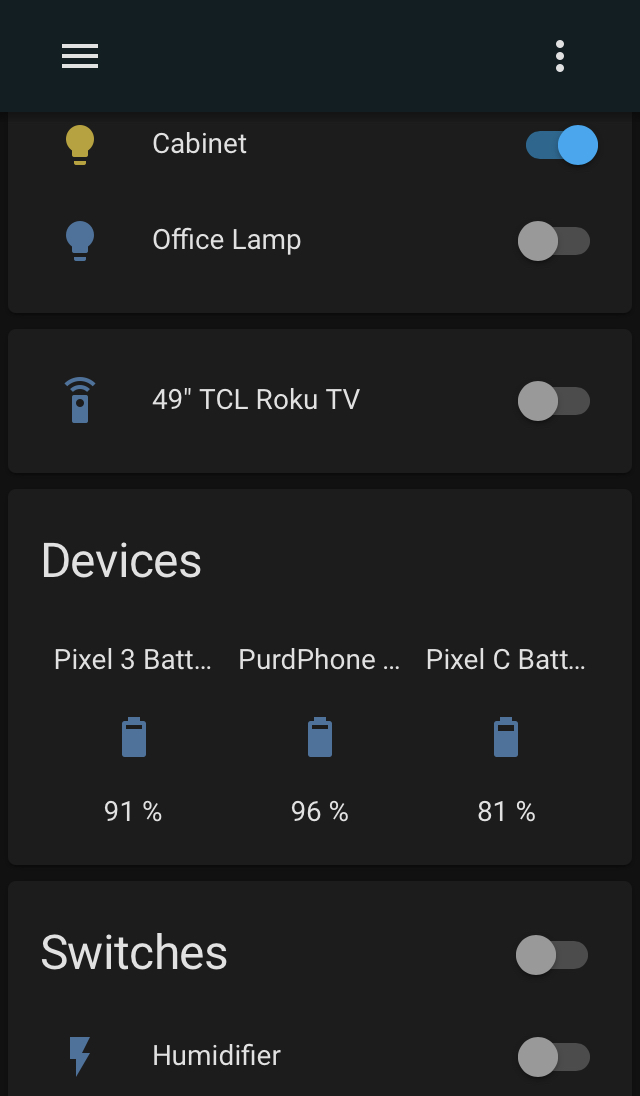 Cabinet
Office Lamp
49" TCL Roku TV
Devices
Pixel 3 Batt... PurdPhone ... Pixel C Batt...
91 % 96 % 81 %
Switches
Humidifier